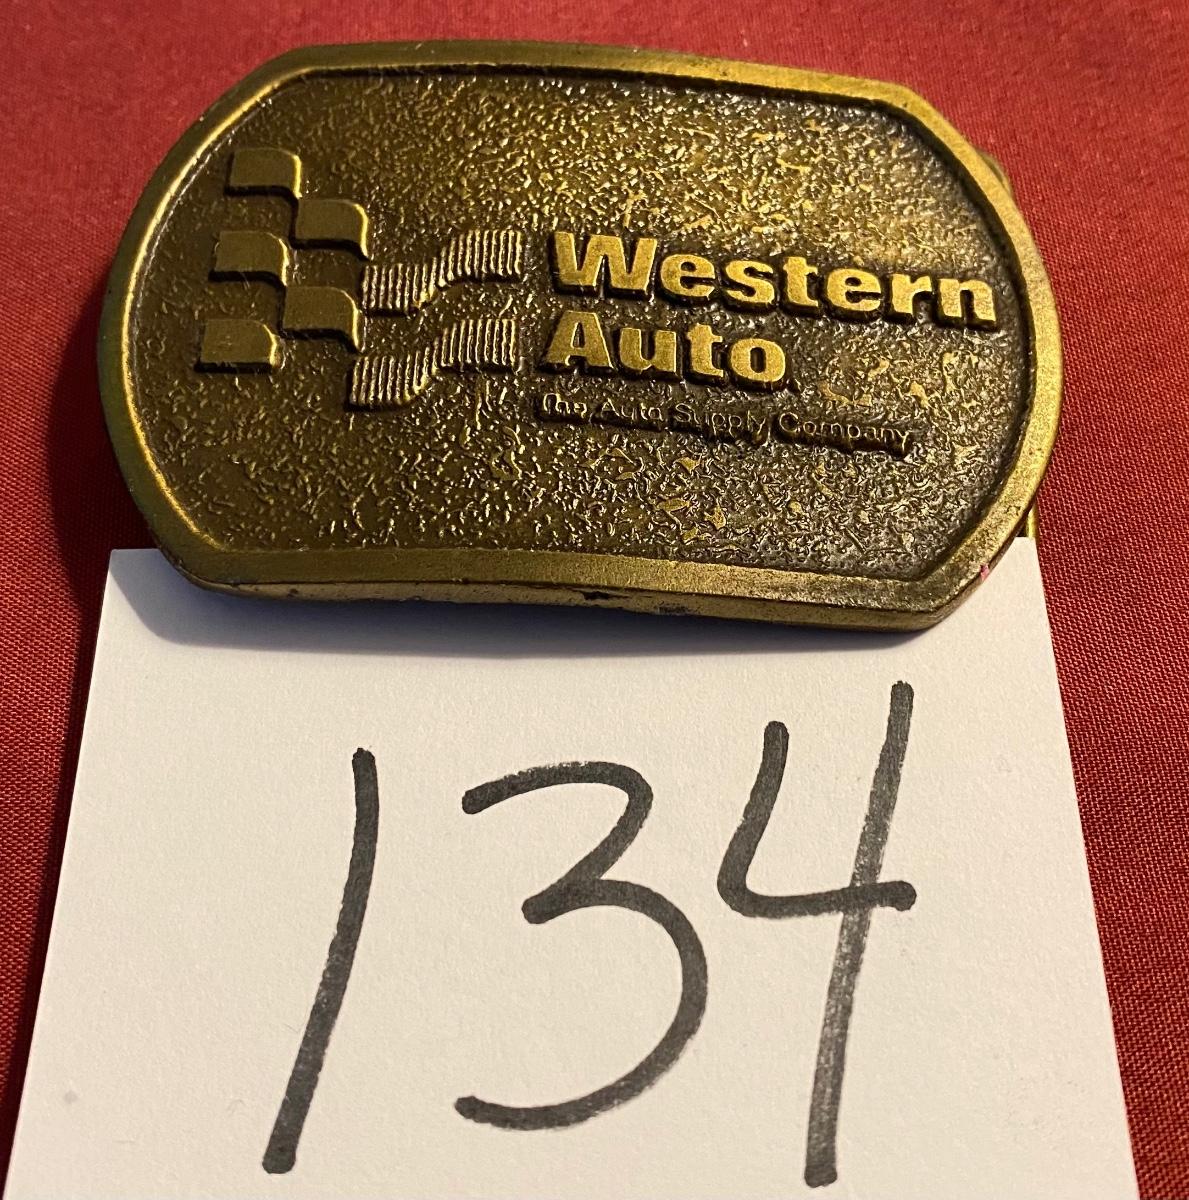 Western
Auto
The Auto Supply Company
134